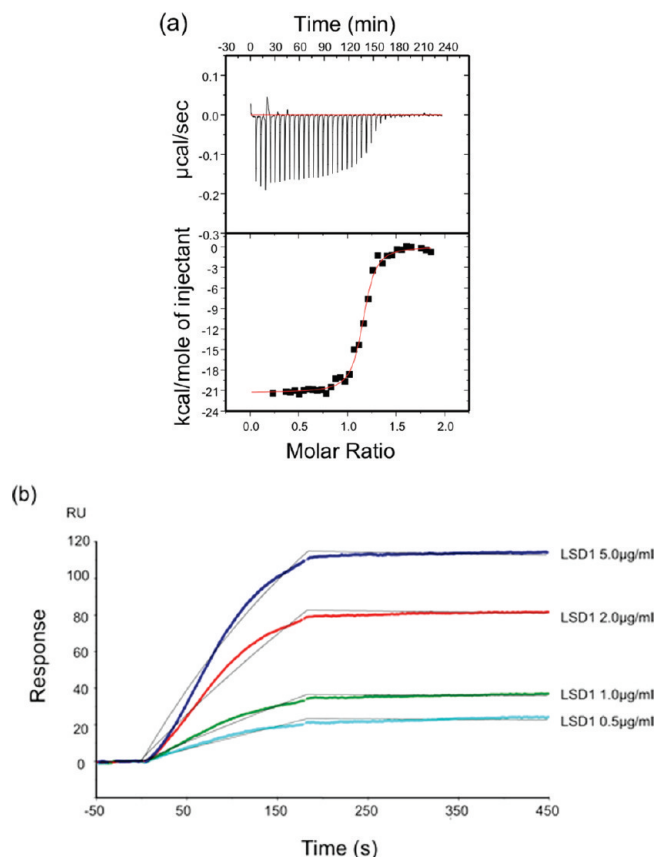 (a)
Time (min)
-30 0 30 60 90 120 150 180 210 240
0.1
0.0
-0.1
-0.2
-0.3
µcal/sec
0
-3
-6
-9
-12
-15
-18
-21
-24
kcal/mole of injectant
0.0 0.5 1.0 1.5 2.0
Molar Ratio
(b)
RU
120
100
80
60
40
20
0
Response
LSD1 5.0µg/ml
LSD1 2.0µg/ml
LSD1 1.0µg/ml
LSD1 0.5µg/ml
-50 50 150 250 350 450
Time (s)